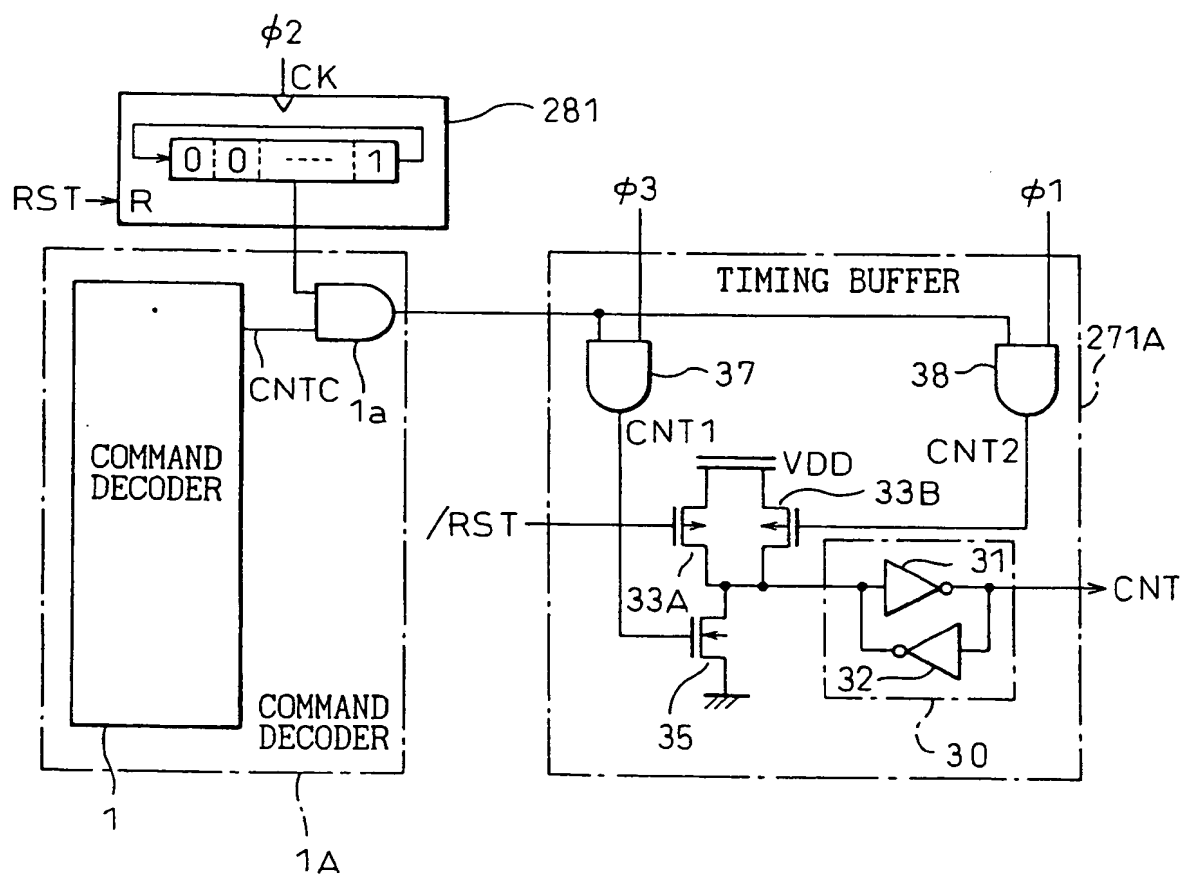 φ2
CK
281
0 0 ---- 1
RST
R
φ3
φ1
TIMING BUFFER
271A
37
38
CNTC
1a
CNT1
CNT2
VDD
33B
COMMAND
DECODER
/RST
31
CNT
33A
32
35
30
COMMAND
DECODER
1
1A